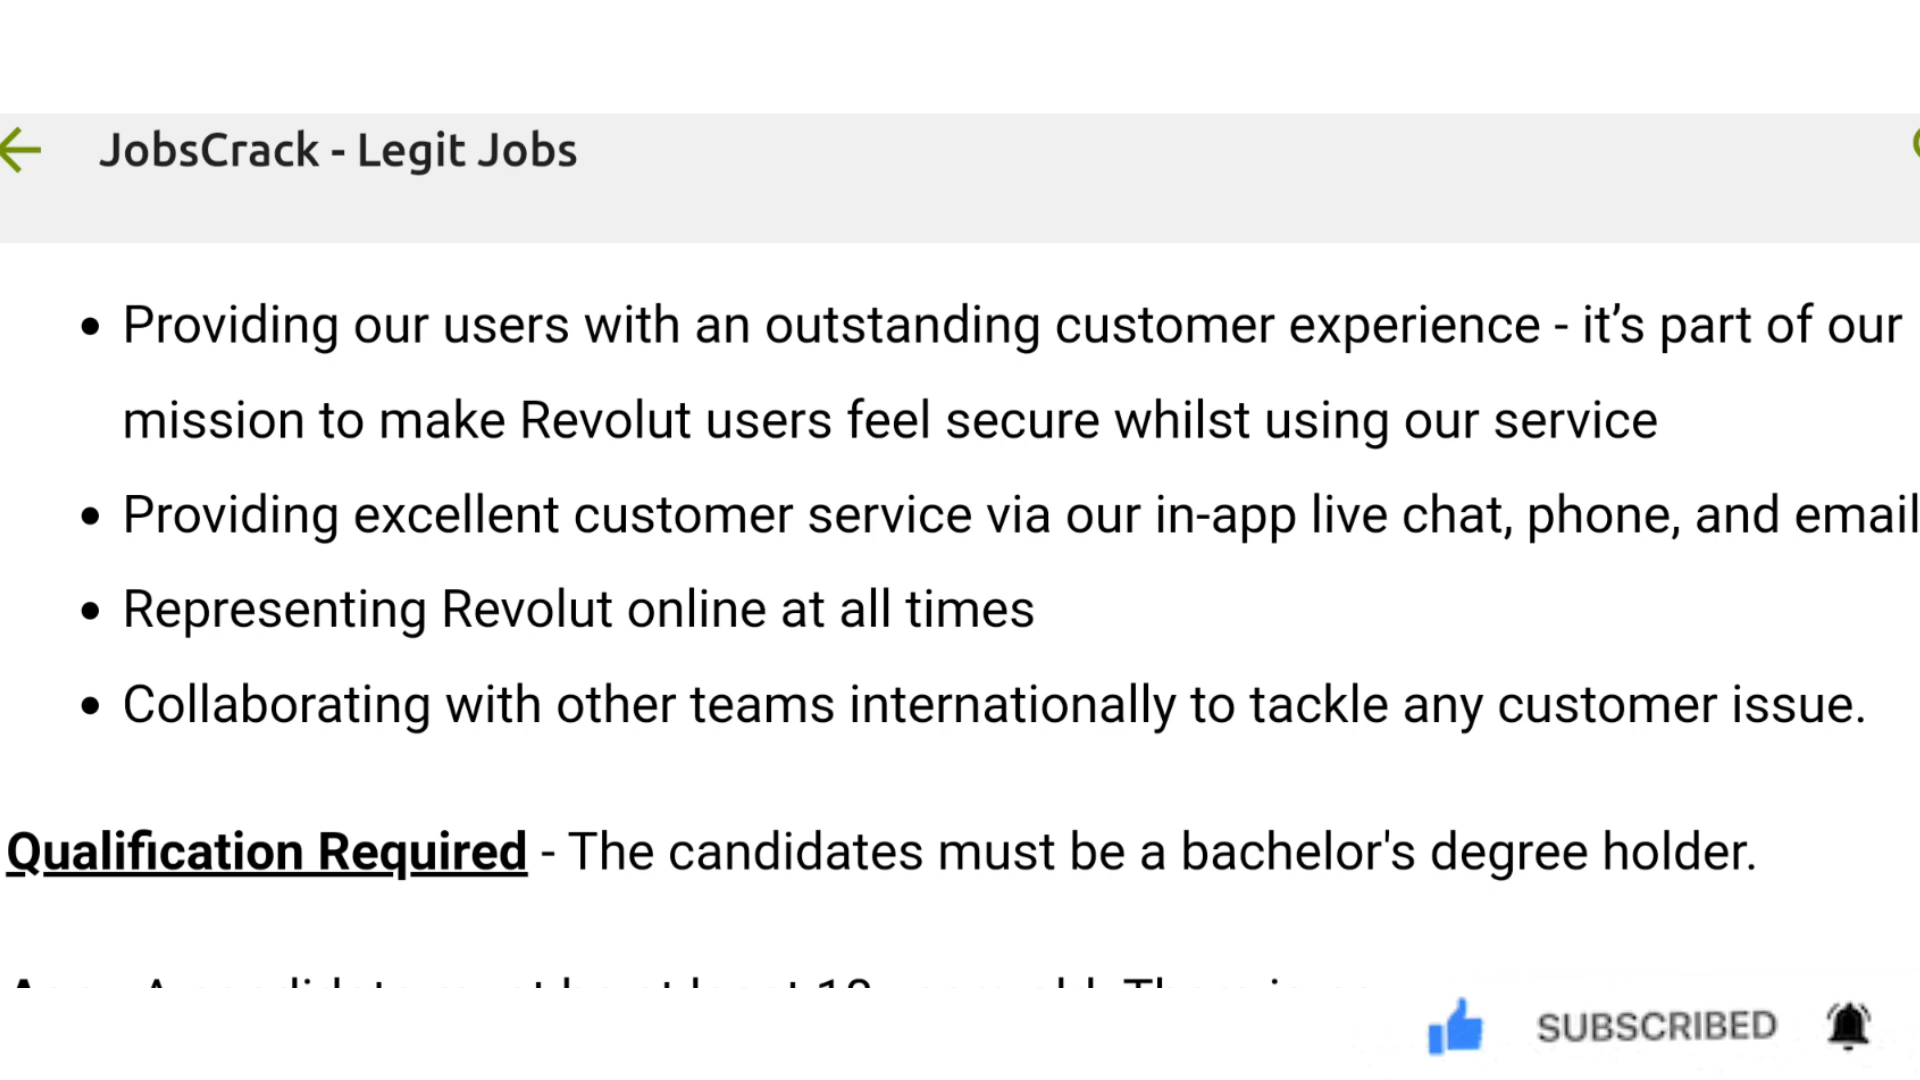 JobsCrack - Legit Jobs
• Providing our users with an outstanding customer experience - it’s part of our
mission to make Revolut users feel secure whilst using our service
• Providing excellent customer service via our in-app live chat, phone, and email
• Representing Revolut online at all times
• Collaborating with other teams internationally to tackle any customer issue.
Qualification Required - The candidates must be a bachelor's degree holder.
SUBSCRIBED